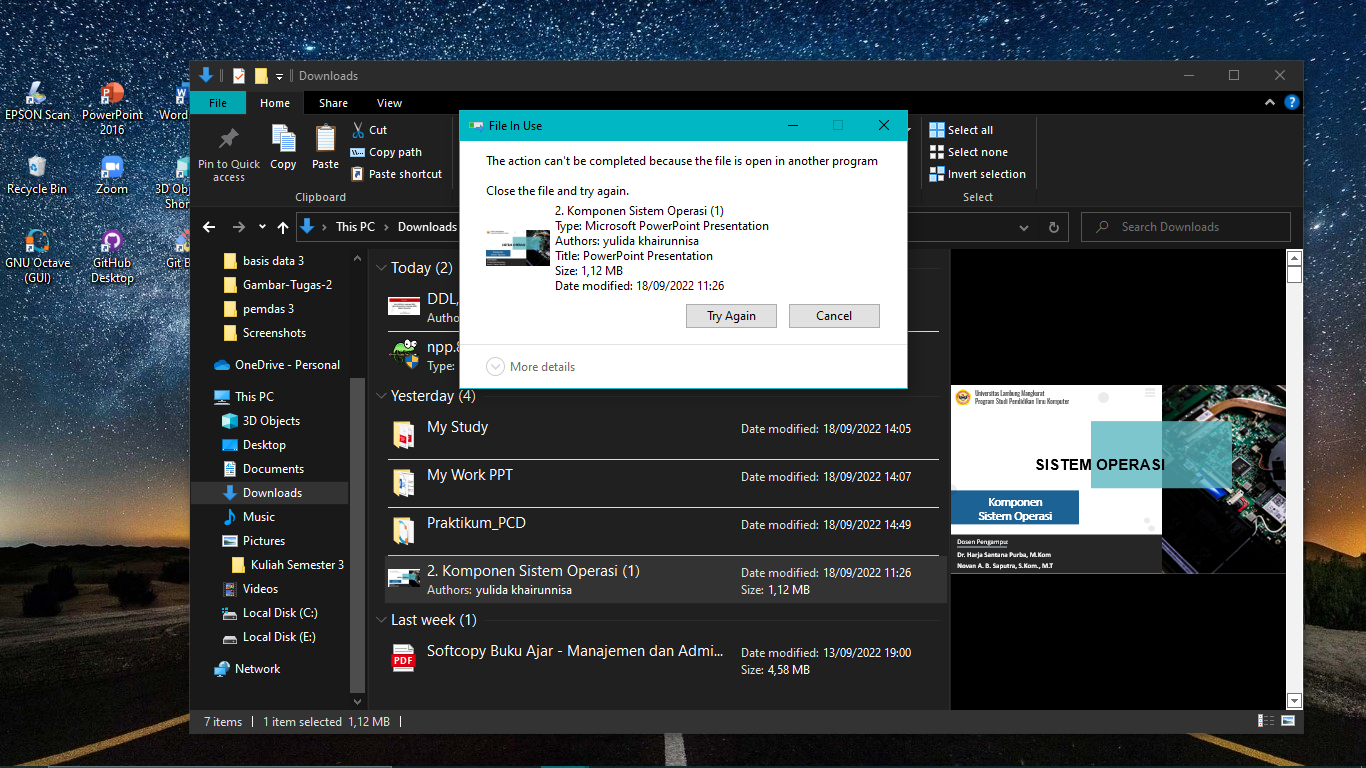 EPSON Scan
PowerPoint
2016
Word
Recycle Bin
Zoom
3D Obj
Shor
GNU Octave
(GUI)
GitHub
Desktop
Git B
Downloads
File
Home
Share
View
Pin to Quick
access
Copy
Paste
Cut
Copy path
Paste shortcut
Clipboard
Select all
Select none
Invert selection
Select
This PC
Downloads
Search Downloads
File In Use
The action can't be completed because the file is open in another program
Close the file and try again.
2. Komponen Sistem Operasi (1)
Type: Microsoft PowerPoint Presentation
Authors: yulida khairunnisa
Title: PowerPoint Presentation
Size: 1,12 MB
Date modified: 18/09/2022 11:26
Try Again
Cancel
More details
basis data 3
Gambar-Tugas-2
pemdas 3
Screenshots
OneDrive - Personal
This PC
3D Objects
Desktop
Documents
Downloads
Music
Pictures
Kuliah Semester 3
Videos
Local Disk (C:)
Local Disk (E:)
Network
Today (2)
DDL,
Autho
npp.8
Type:
Yesterday (4)
My Study
Date modified: 18/09/2022 14:05
My Work PPT
Date modified: 18/09/2022 14:07
Praktikum_PCD
Date modified: 18/09/2022 14:49
2. Komponen Sistem Operasi (1)
Authors: yulida khairunnisa
Date modified: 18/09/2022 11:26
Size: 1,12 MB
Last week (1)
PDF
Softcopy Buku Ajar - Manajemen dan Admi...
Date modified: 13/09/2022 19:00
Size: 4,58 MB
Universitas Lambung Mangkurat
Program Studi Pendidikan Ilmu Komputer
SISTEM OPERASI
Komponen
Sistem Operasi
Dosen Pengampu:
Dr. Harja Santana Purba, M.Kom
Novan A. B. Saputra, S.Kom., M.T
7 items
1 item selected 1,12 MB